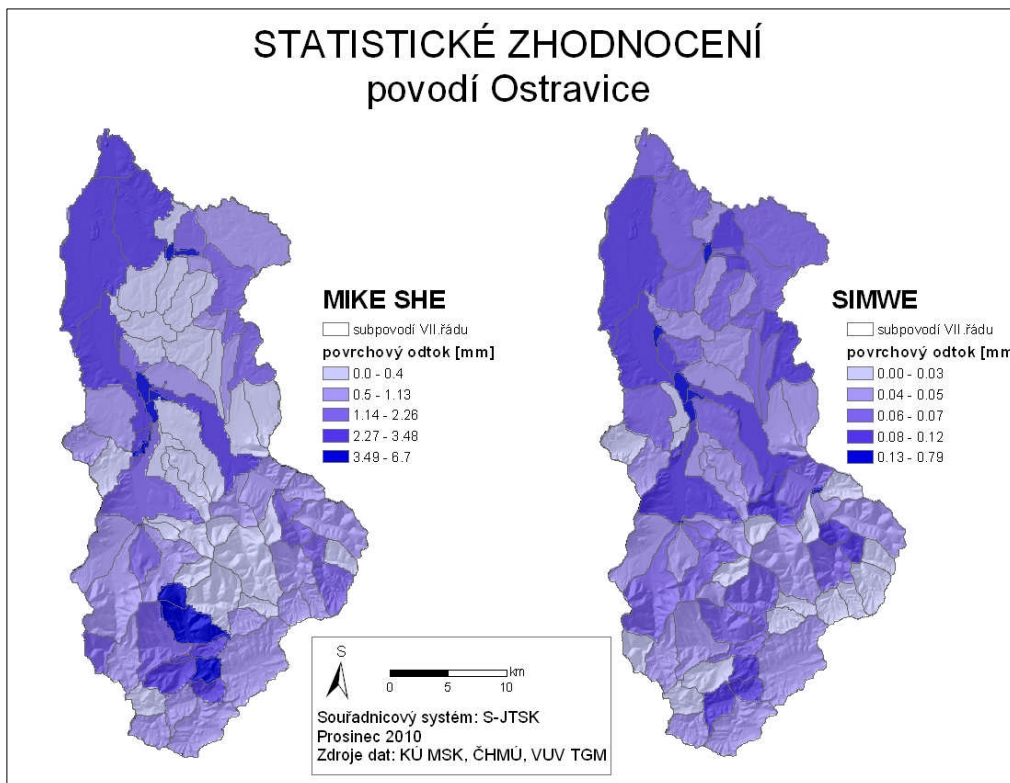 STATISTICKÉ ZHODNOCENÍ
povodí Ostravice
MIKE SHE
subpovodí VII.řádu
povrchový odtok [mm]
0.0 - 0.4
0.5 - 1.13
1.14 - 2.26
2.27 - 3.48
3.49 - 6.7
SIMWE
subpovodí VII.řádu
povrchový odtok [mm
0.00 - 0.03
0.04 - 0.05
0.06 - 0.07
0.08 - 0.12
0.13 - 0.79
S
km
0 5 10
Souřadnicový systém: S-JTSK
Prosinec 2010
Zdroje dat: KÚ MSK, ČHMÚ, VUV TGM